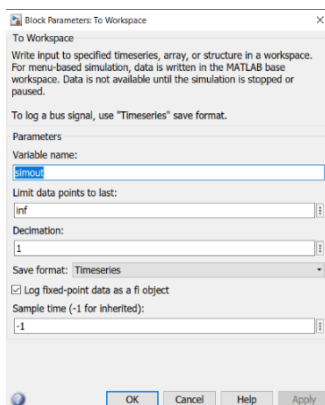 Block Parameters: To Workspace
To Workspace
Write input to specified timeseries, array, or structure in a workspace.
For menu-based simulation, data is written in the MATLAB base
workspace. Data is not available until the simulation is stopped or
paused.
To log a bus signal, use "Timeseries" save format.
Parameters
Variable name:
simout
Limit data points to last:
inf
Decimation:
1
Save format: Timeseries
Log fixed-point data as a fi object
Sample time (-1 for inherited):
-1
OK Cancel Help Apply